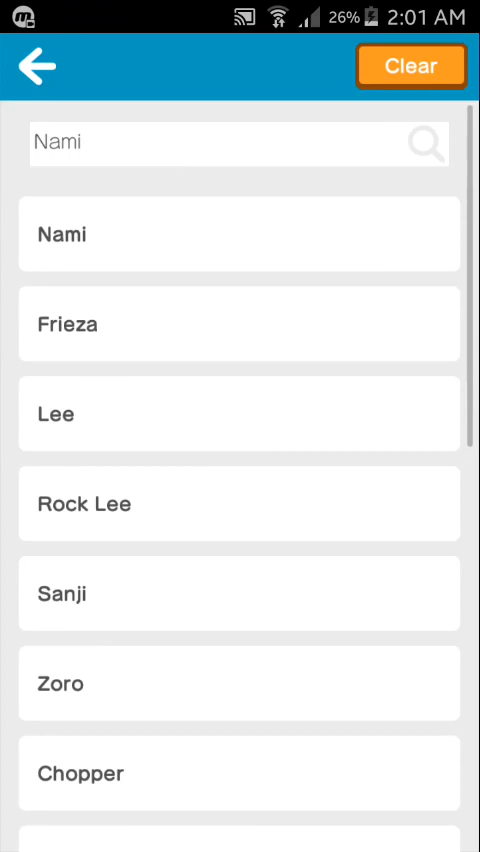 26% 2:01 AM
Clear
Nami
Nami
Frieza
Lee
Rock Lee
Sanji
Zoro
Chopper